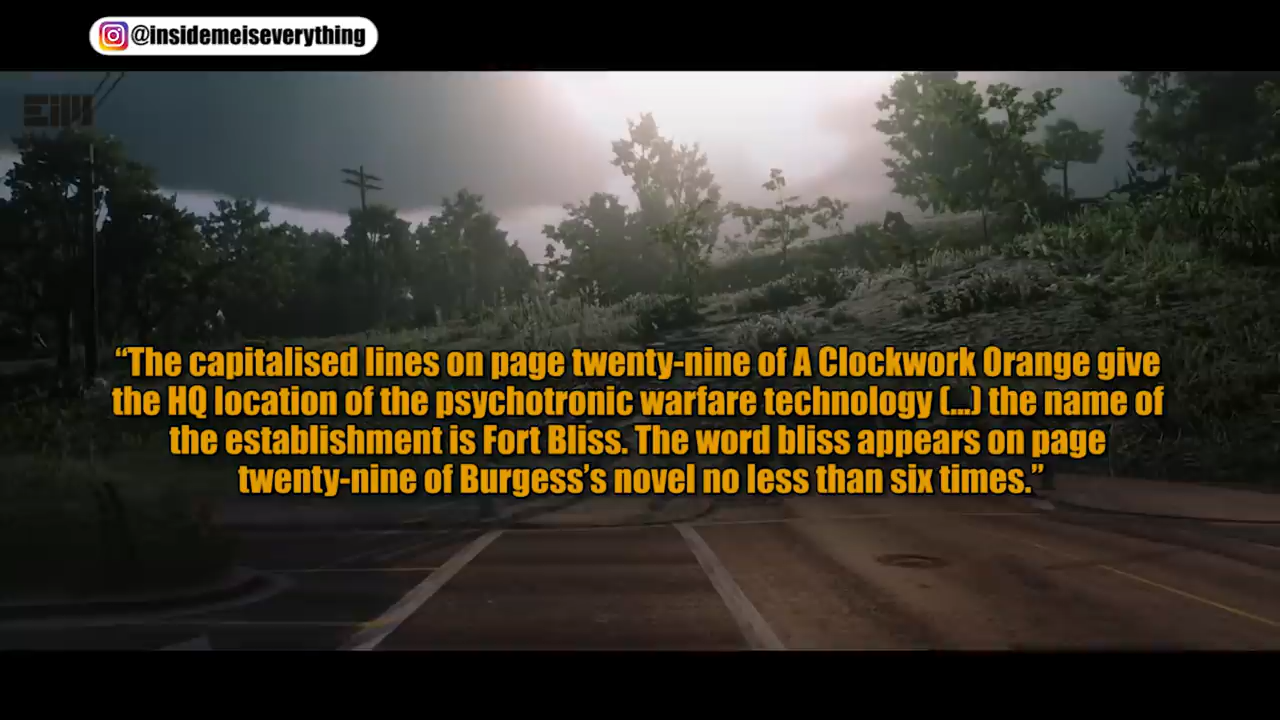 @insidemeiseverything
EiW
“The capitalised lines on page twenty-nine of A Clockwork Orange give
the HQ location of the psychotronic warfare technology (...) the name of
the establishment is Fort Bliss. The word bliss appears on page
twenty-nine of Burgess’s novel no less than six times.”